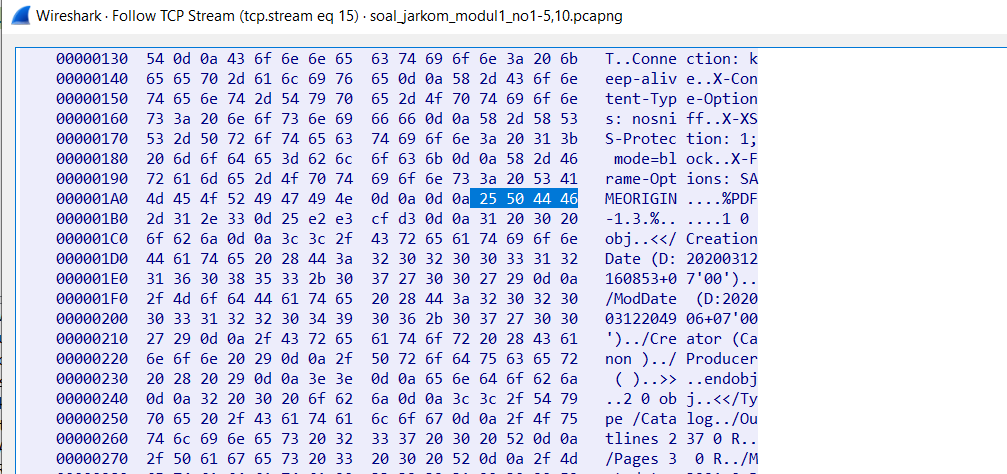 Wireshark · Follow TCP Stream (tcp.stream eq 15) · soal_jarkom_modul1_no1-5,10.pcapng
00000130  54 0d 0a 43 6f 6e 6e 65  63 74 69 6f 6e 3a 20 6b  T..Conne ction: k
00000140  65 65 70 2d 61 6c 69 76  65 0d 0a 58 2d 43 6f 6e  eep-aliv e..X-Con
00000150  74 65 6e 74 2d 54 79 70  65 2d 4f 70 74 69 6f 6e  tent-Typ e-Option
00000160  73 3a 20 6e 6f 73 6e 69  66 66 0d 0a 58 2d 58 53  s: nosni ff..X-XS
00000170  53 2d 50 72 6f 74 65 63  74 69 6f 6e 3a 20 31 3b  S-Protec tion: 1;
00000180  20 6d 6f 64 65 3d 62 6c  6f 63 6b 0d 0a 58 2d 46   mode=bl ock..X-F
00000190  72 61 6d 65 2d 4f 70 74  69 6f 6e 73 3a 20 53 41  rame-Opt ions: SA
000001A0  4d 45 4f 52 49 47 49 4e  0d 0a 0d 0a 25 50 44 46  MEORIGIN ....%PDF
000001B0  2d 31 2e 33 0d 25 e2 e3  cf d3 0d 0a 31 20 30 20  -1.3.%.. ....1 0
000001C0  6f 62 6a 0d 0a 3c 3c 2f  43 72 65 61 74 69 6f 6e  obj..<</ Creation
000001D0  44 61 74 65 20 28 44 3a  32 30 32 30 30 33 31 32  Date (D: 20200312
000001E0  31 36 30 38 35 33 2b 30  37 27 30 30 27 29 0d 0a  160853+0 7'00')..
000001F0  2f 4d 6f 64 44 61 74 65  20 28 44 3a 32 30 32 30  /ModDate  (D:2020
00000200  30 33 31 32 32 30 34 39  30 36 2b 30 37 27 30 30  03122049 06+07'00
00000210  27 29 0d 0a 2f 43 72 65  61 74 6f 72 20 28 43 61  ')../Cre ator (Ca
00000220  6e 6f 6e 20 29 0d 0a 2f  50 72 6f 64 75 63 65 72  non )../ Producer
00000230  20 28 20 29 0d 0a 3e 3e  0d 0a 65 6e 64 6f 62 6a   ( )..>> ..endobj
00000240  0d 0a 32 20 30 20 6f 62  6a 0d 0a 3c 3c 2f 54 79  ..2 0 ob j..<</Ty
00000250  70 65 20 2f 43 61 74 61  6c 6f 67 0d 0a 2f 4f 75  pe /Cata log../Ou
00000260  74 6c 69 6e 65 73 20 32  33 37 20 30 20 52 0d 0a  tlines 2 37 0 R..
00000270  2f 50 61 67 65 73 20 33  20 30 20 52 0d 0a 2f 4d  /Pages 3  0 R../M